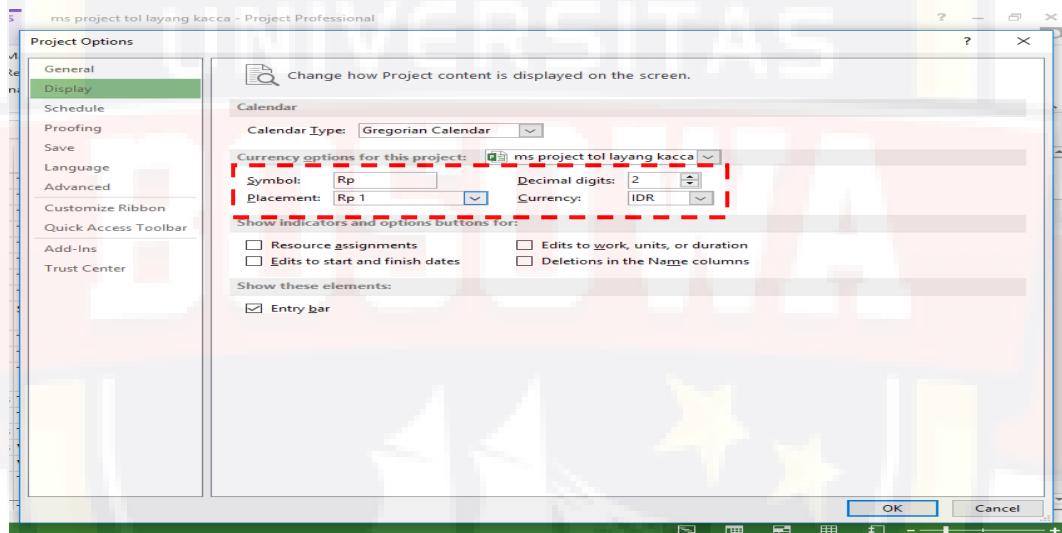 ms project tol layang kacca - Project Professional
Project Options
General
Display
Schedule
Proofing
Save
Language
Advanced
Customize Ribbon
Quick Access Toolbar
Add-Ins
Trust Center
Change how Project content is displayed on the screen.
Calendar
Calendar Type: Gregorian Calendar
Currency options for this project: ms project tol layang kacca
Symbol: Rp Decimal digits: 2
Placement: Rp 1 Currency: IDR
Show indicators and options buttons for:
Resource assignments Edits to work, units, or duration
Edits to start and finish dates Deletions in the Name columns
Show these elements:
Entry bar
OK Cancel
UNIVERSITAS
BOSOWA